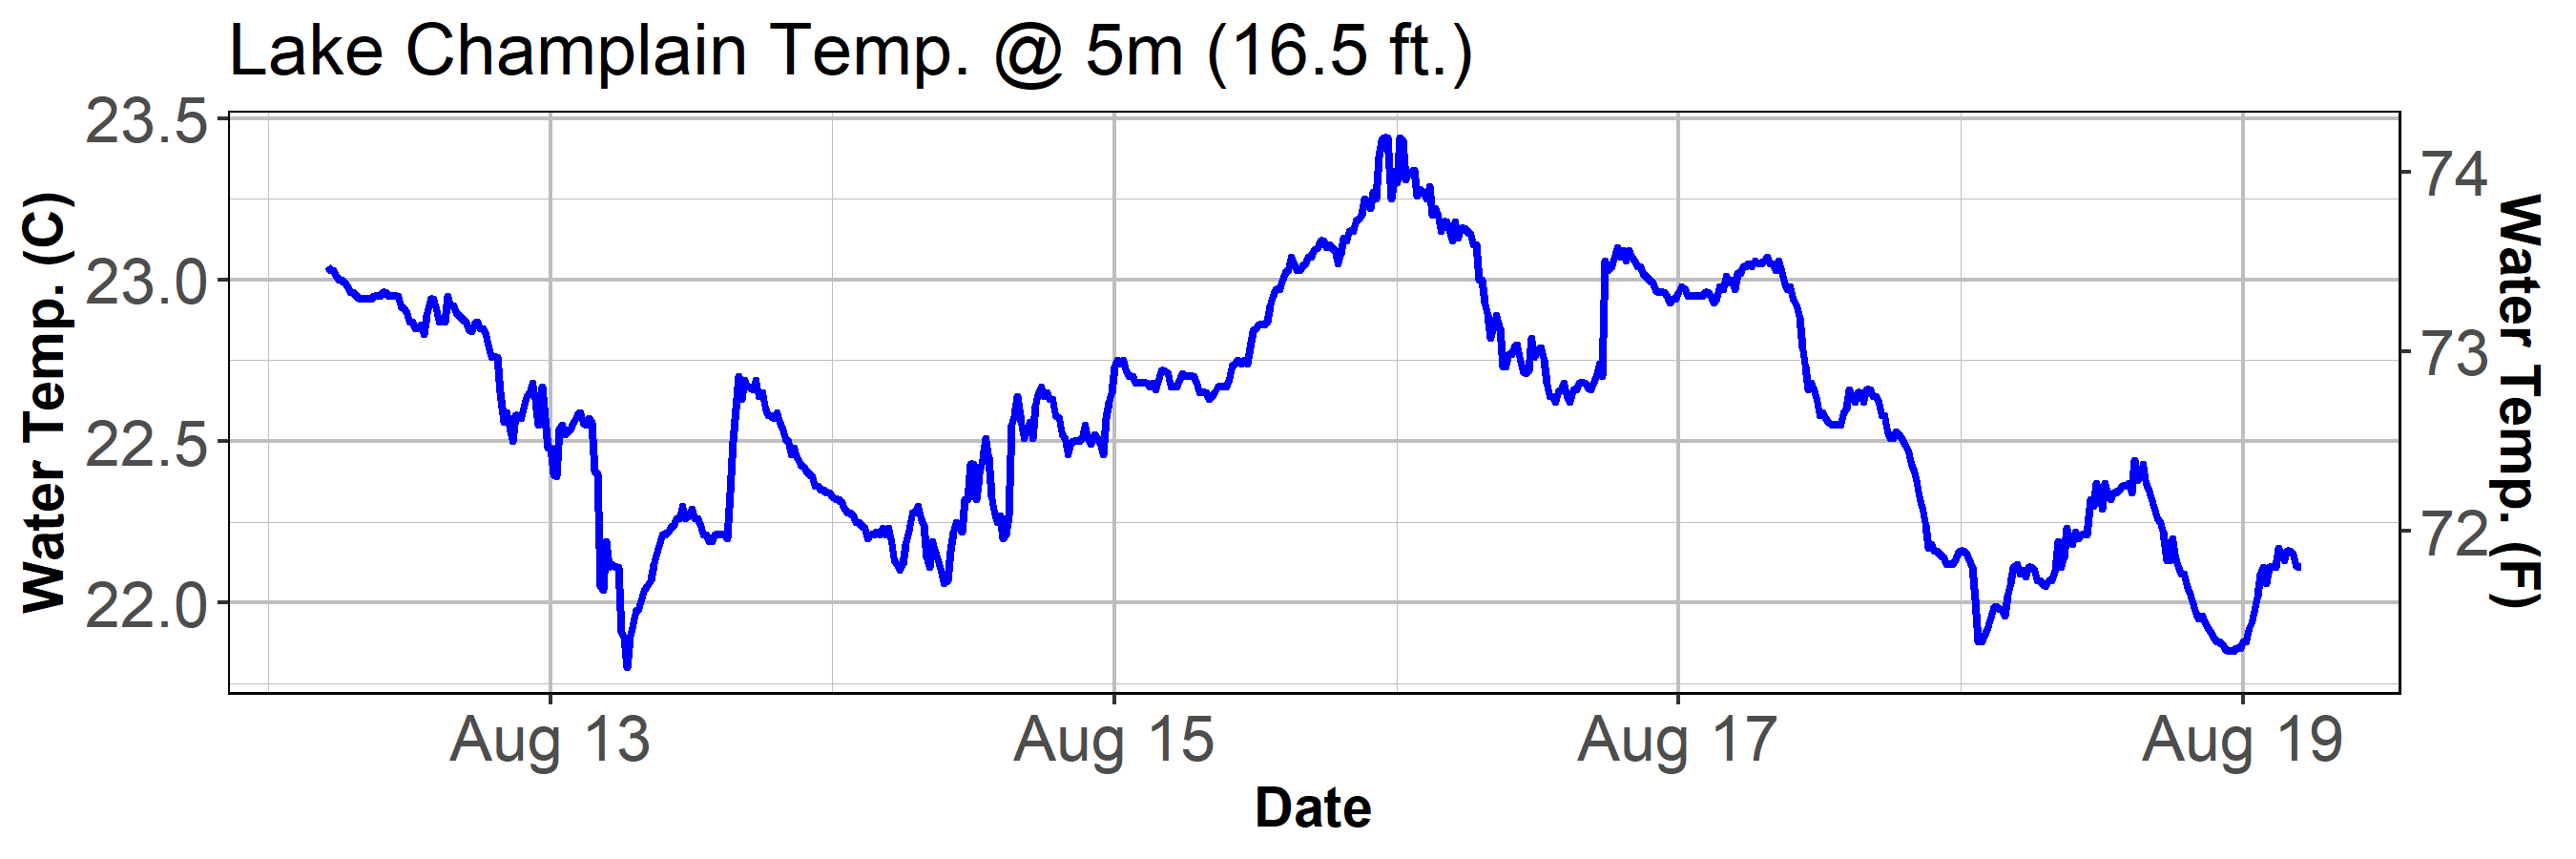 Lake Champlain Temp. @ 5m (16.5 ft.)
23.5
23.0
22.5
22.0
Water Temp. (C)
74
73
72
Water Temp. (F)
Aug 13 Aug 15 Aug 17 Aug 19
Date